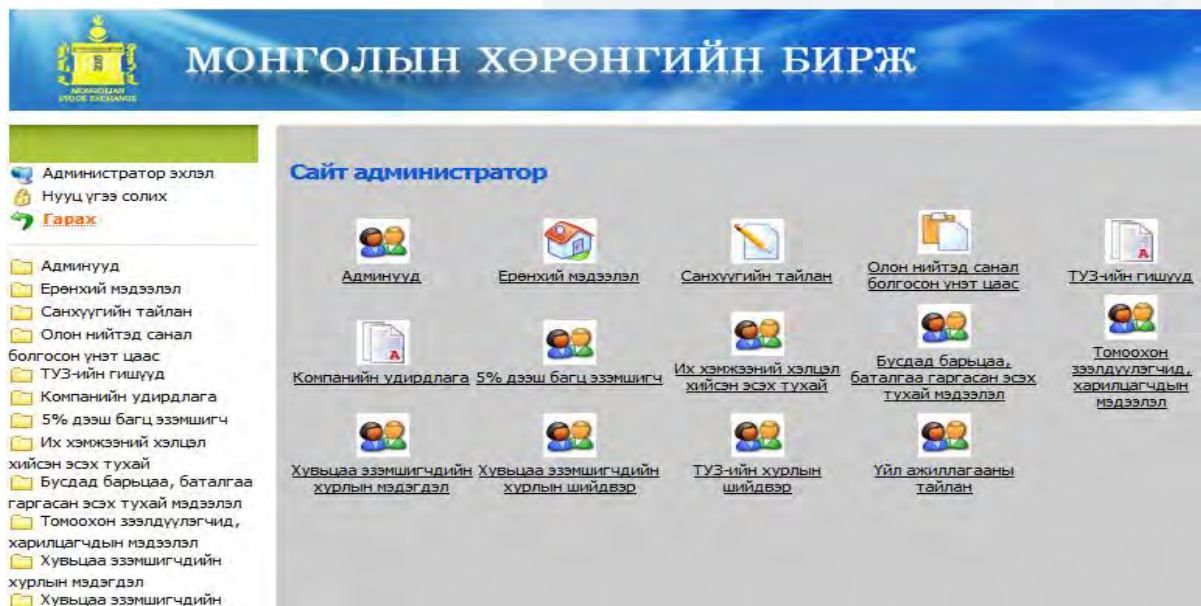 МОНГОЛЫН ХӨРӨНГИЙН БИРЖ
MONGOLIAN
STOCK EXCHANGE
Администратор эхлэл
Нууц үгээ солих
Гарах
Админууд
Ерөнхий мэдээлэл
Санхүүгийн тайлан
Олон нийтэд санал
болгосон үнэт цаас
ТУЗ-ийн гишүүд
Компанийн удирдлага
5% дээш багц эзэмшигч
Их хэмжээний хэлцэл
хийсэн эсэх тухай
Бусдад барьцаа, баталгаа
гаргасан эсэх тухай мэдээлэл
Томоохон зээлдүүлэгчид,
харилцагчдын мэдээлэл
Хувьцаа эзэмшигчдийн
хурлын мэдэгдэл
Хувьцаа эзэмшигчдийн
Сайт администратор
Админууд
Ерөнхий мэдээлэл
Санхүүгийн тайлан
Олон нийтэд санал
болгосон үнэт цаас
ТУЗ-ийн гишүүд
Компанийн удирдлага
5% дээш багц эзэмшигч
Их хэмжээний хэлцэл
хийсэн эсэх тухай
Бусдад барьцаа,
баталгаа гаргасан эсэх
тухай мэдээлэл
Томоохон
зээлдүүлэгчид,
харилцагчдын
мэдээлэл
Хувьцаа эзэмшигчдийн
хурлын мэдэгдэл
Хувьцаа эзэмшигчдийн
хурлын шийдвэр
ТУЗ-ийн хурлын
шийдвэр
Үйл ажиллагааны
тайлан